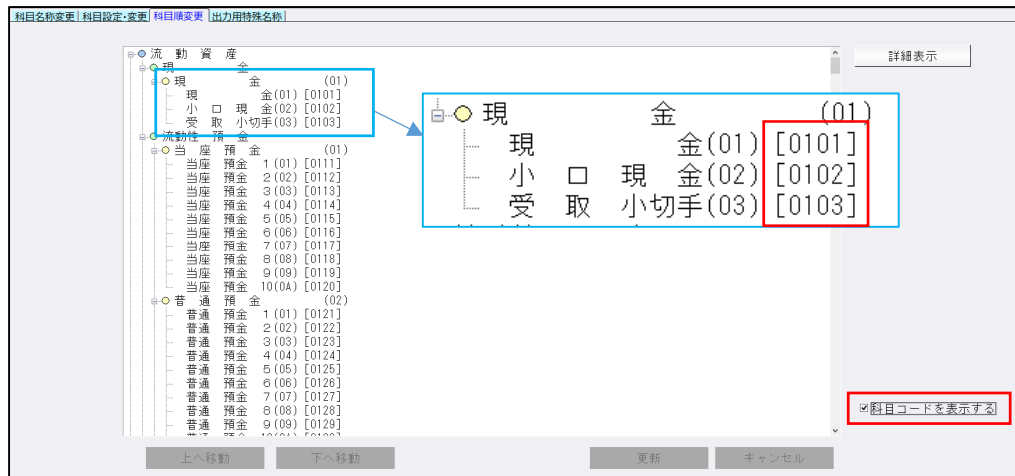 科目名称変更 科目設定・変更 科目順変更 出力用特殊名称
流 動 資 産
現 金
現 金 (01)
現 金(01) [0101]
小 口 現 金(02) [0102]
受 取 小切手(03) [0103]
流動性 預 金
当 座 預 金 (01)
当座 預金 1(01) [0111]
当座 預金 2(02) [0112]
当座 預金 3(03) [0113]
当座 預金 4(04) [0114]
当座 預金 5(05) [0115]
当座 預金 6(06) [0116]
当座 預金 7(07) [0117]
当座 預金 8(08) [0118]
当座 預金 9(09) [0119]
当座 預金 10(0A) [0120]
普 通 預 金 (02)
普通 預金 1(01) [0121]
普通 預金 2(02) [0122]
普通 預金 3(03) [0123]
普通 預金 4(04) [0124]
普通 預金 5(05) [0125]
普通 預金 6(06) [0126]
普通 預金 7(07) [0127]
普通 預金 8(08) [0128]
普通 預金 9(09) [0129]
現 金 (01)
現 金(01) [0101]
小 口 現 金(02) [0102]
受 取 小切手(03) [0103]
詳細表示
科目コードを表示する
上へ移動 下へ移動 更新 キャンセル